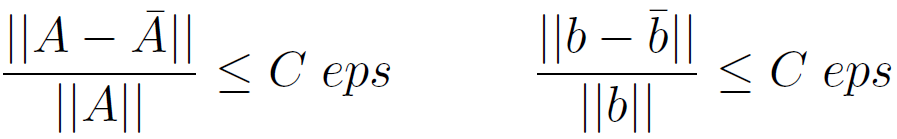 ||A − Ā|| / ||A|| ≤ C eps    ||b − b̄|| / ||b|| ≤ C eps